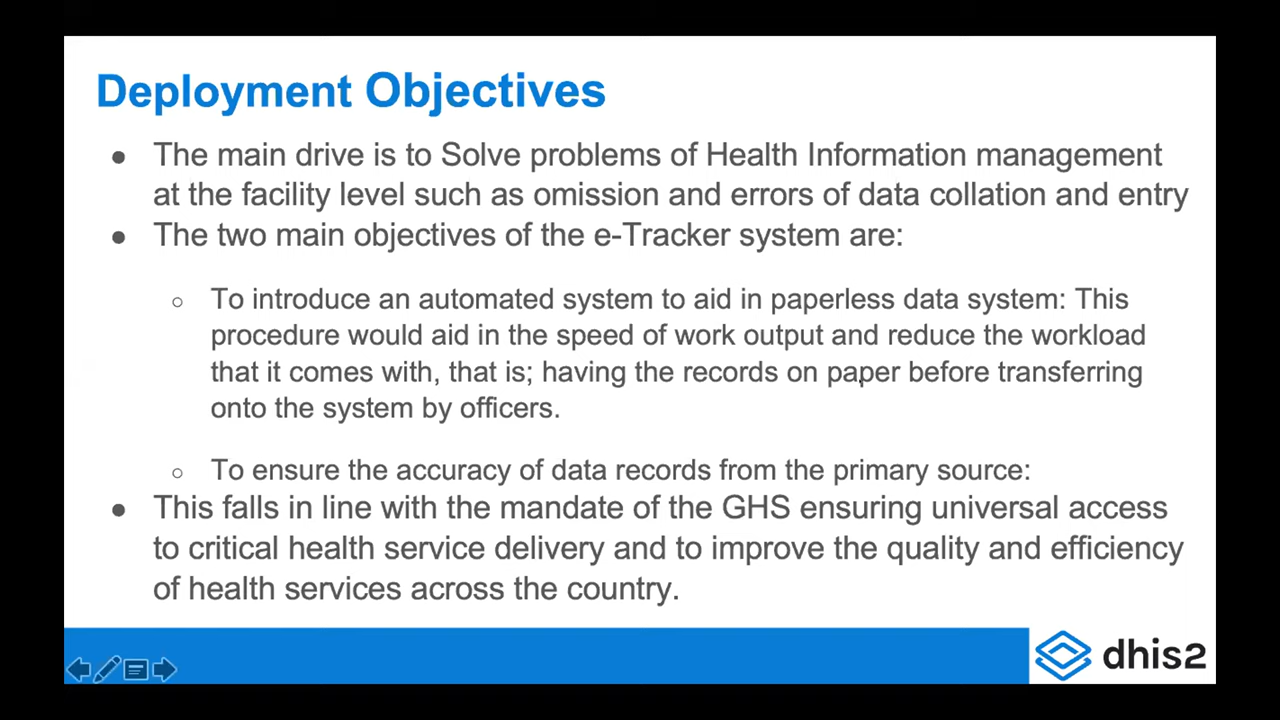 Deployment Objectives
● The main drive is to Solve problems of Health Information management
at the facility level such as omission and errors of data collation and entry
● The two main objectives of the e-Tracker system are:
○ To introduce an automated system to aid in paperless data system: This
procedure would aid in the speed of work output and reduce the workload
that it comes with, that is; having the records on paper before transferring
onto the system by officers.
○ To ensure the accuracy of data records from the primary source:
● This falls in line with the mandate of the GHS ensuring universal access
to critical health service delivery and to improve the quality and efficiency
of health services across the country.
dhis2